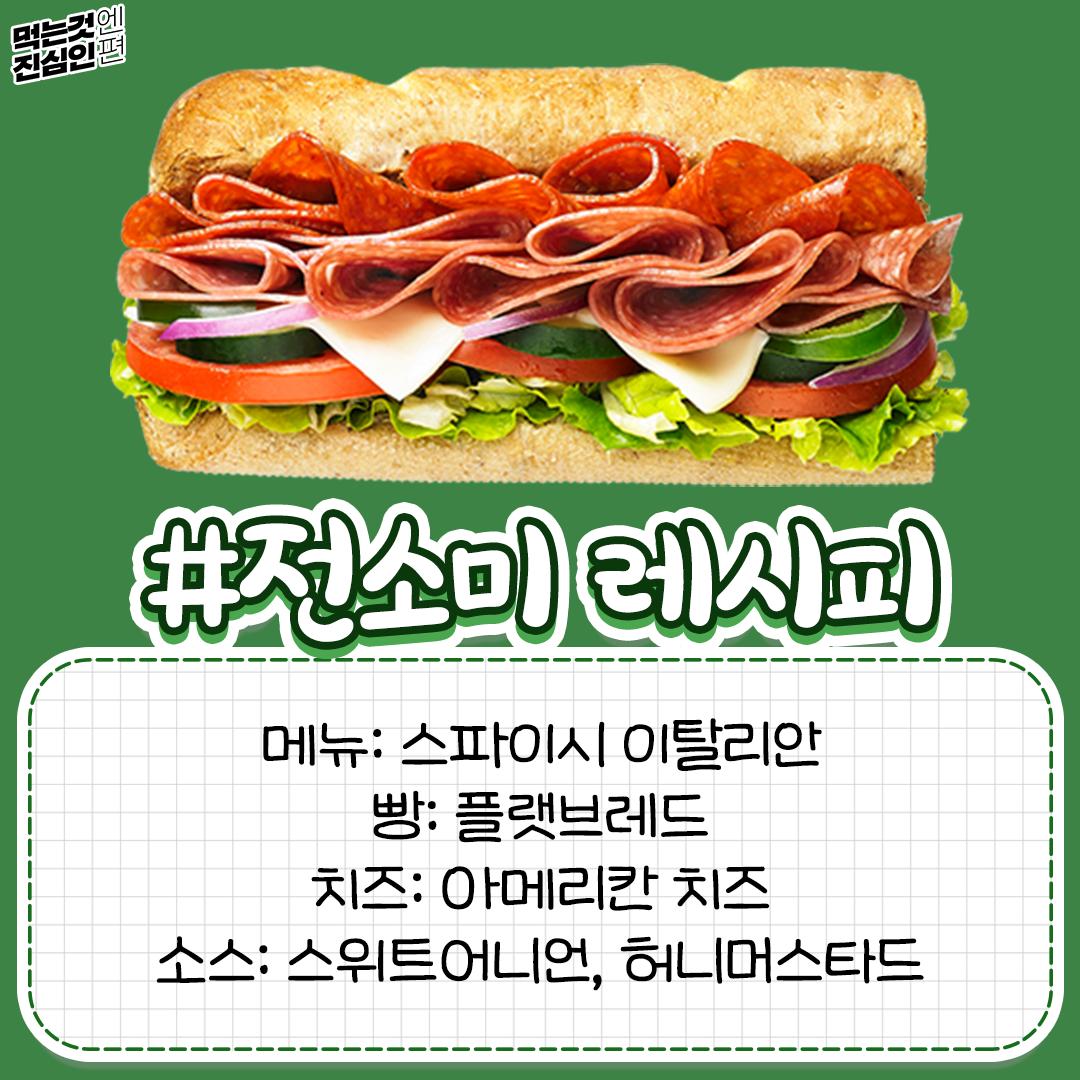 먹는것엔
진심인편
#전소미 레시피
메뉴: 스파이시 이탈리안
빵: 플랫브레드
치즈: 아메리칸 치즈
소스: 스위트어니언, 허니머스타드